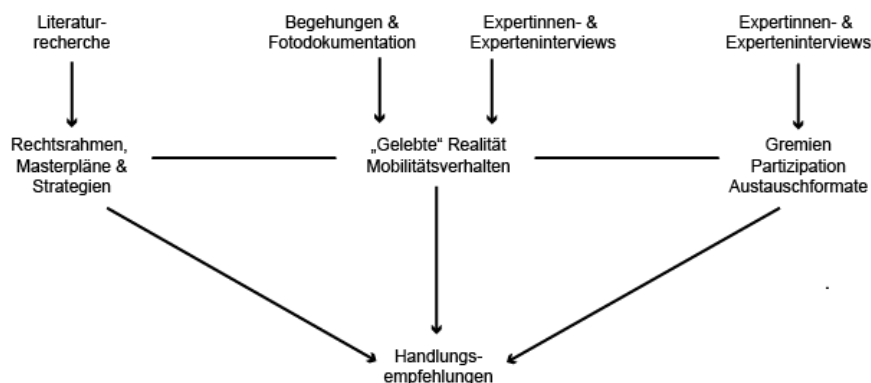 Literatur-
recherche
Begehungen &
Fotodokumentation
Expertinnen- &
Experteninterviews
Expertinnen- &
Experteninterviews
Rechtsrahmen,
Masterpläne &
Strategien
„Gelebte“ Realität
Mobilitätsverhalten
Gremien
Partizipation
Austauschformate
Handlungs-
empfehlungen